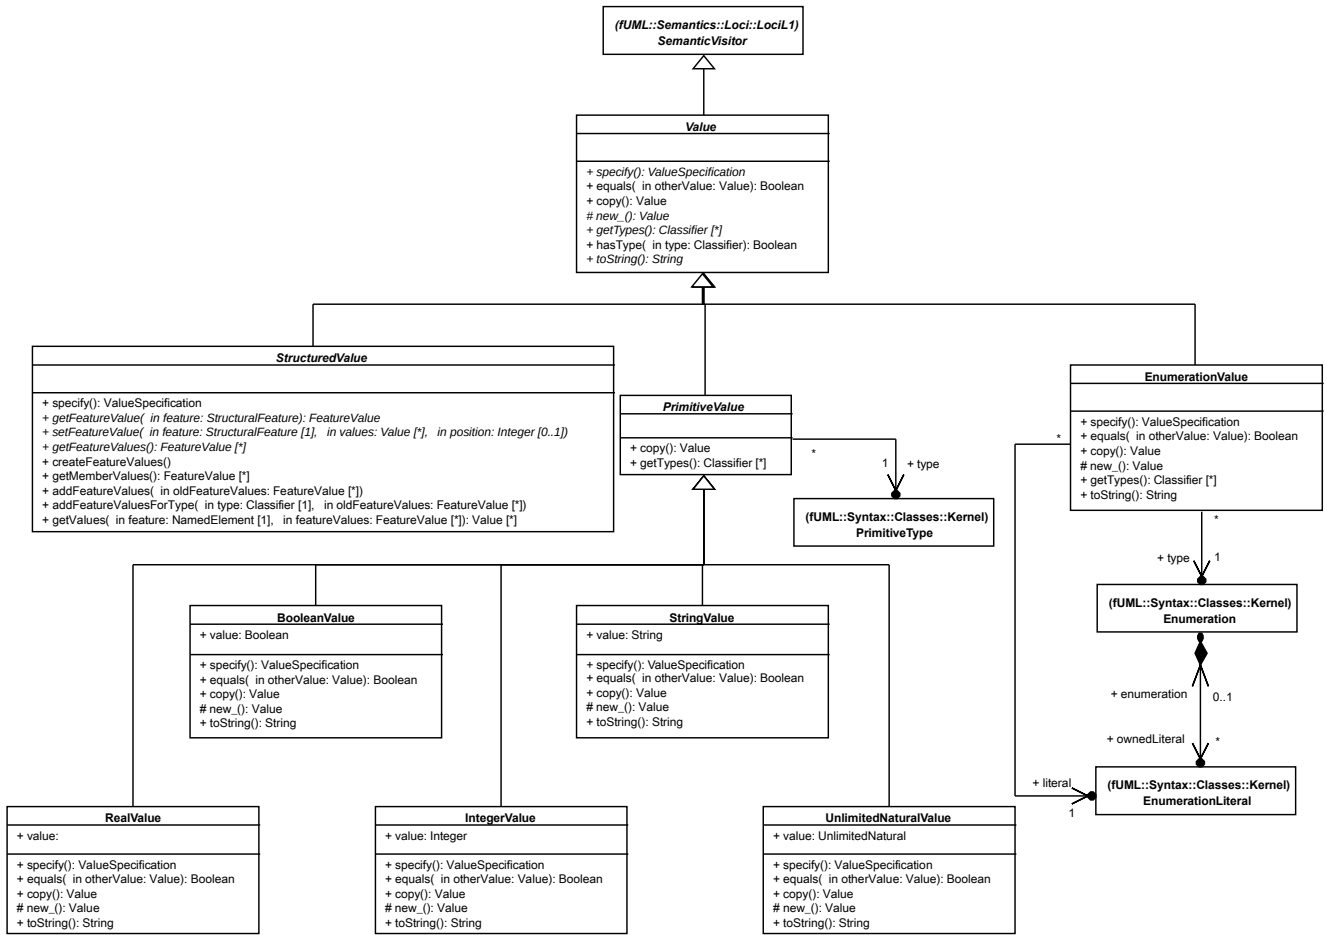 (fUML::Semantics::Loci::LociL1)
SemanticVisitor
Value
+ specify(): ValueSpecification
+ equals(  in otherValue: Value): Boolean
+ copy(): Value
# new_(): Value
+ getTypes(): Classifier [*]
+ hasType(  in type: Classifier): Boolean
+ toString(): String
StructuredValue
+ specify(): ValueSpecification
+ getFeatureValue(  in feature: StructuralFeature): FeatureValue
+ setFeatureValue(  in feature: StructuralFeature [1],   in values: Value [*],   in position: Integer [0..1])
+ getFeatureValues(): FeatureValue [*]
+ createFeatureValues()
+ getMemberValues(): FeatureValue [*]
+ addFeatureValues(  in oldFeatureValues: FeatureValue [*])
+ addFeatureValuesForType(  in type: Classifier [1],   in oldFeatureValues: FeatureValue [*])
+ getValues(  in feature: NamedElement [1],   in featureValues: FeatureValue [*]): Value [*]
PrimitiveValue
+ copy(): Value
+ getTypes(): Classifier [*]
*
1
+ type
(fUML::Syntax::Classes::Kernel)
PrimitiveType
EnumerationValue
+ specify(): ValueSpecification
+ equals(  in otherValue: Value): Boolean
+ copy(): Value
# new_(): Value
+ getTypes(): Classifier [*]
+ toString(): String
*
*
+ type
1
(fUML::Syntax::Classes::Kernel)
Enumeration
+ enumeration
0..1
+ ownedLiteral
*
+ literal
1
(fUML::Syntax::Classes::Kernel)
EnumerationLiteral
BooleanValue
+ value: Boolean
+ specify(): ValueSpecification
+ equals(  in otherValue: Value): Boolean
+ copy(): Value
# new_(): Value
+ toString(): String
StringValue
+ value: String
+ specify(): ValueSpecification
+ equals(  in otherValue: Value): Boolean
+ copy(): Value
# new_(): Value
+ toString(): String
RealValue
+ value:
+ specify(): ValueSpecification
+ equals(  in otherValue: Value): Boolean
+ copy(): Value
# new_(): Value
+ toString(): String
IntegerValue
+ value: Integer
+ specify(): ValueSpecification
+ equals(  in otherValue: Value): Boolean
+ copy(): Value
# new_(): Value
+ toString(): String
UnlimitedNaturalValue
+ value: UnlimitedNatural
+ specify(): ValueSpecification
+ equals(  in otherValue: Value): Boolean
+ copy(): Value
# new_(): Value
+ toString(): String